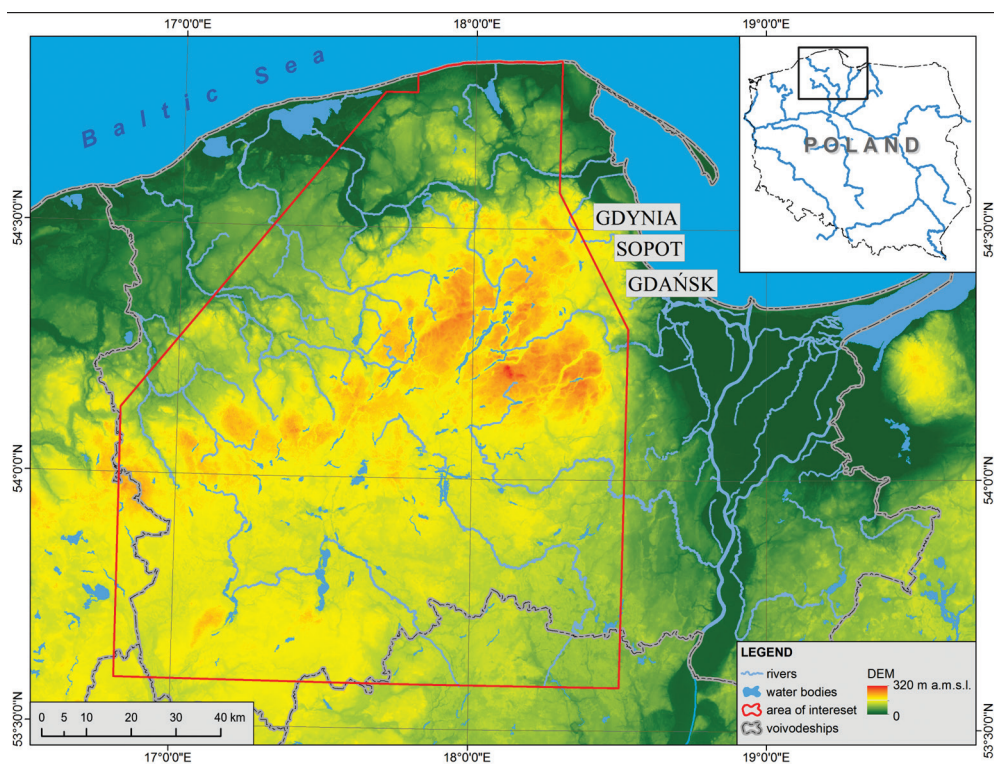 17°0'0"E
18°0'0"E
19°0'0"E
Baltic Sea
POLAND
54°30'0"N
54°30'0"N
GDYNIA
SOPOT
GDAŃSK
54°0'0"N
54°0'0"N
LEGEND
rivers
water bodies
area of intereset
voivodeships
DEM
320 m a.m.s.l.
0
0 5 10 20 30 40 km
53°30'0"N
53°30'0"N
17°0'0"E
18°0'0"E
19°0'0"E